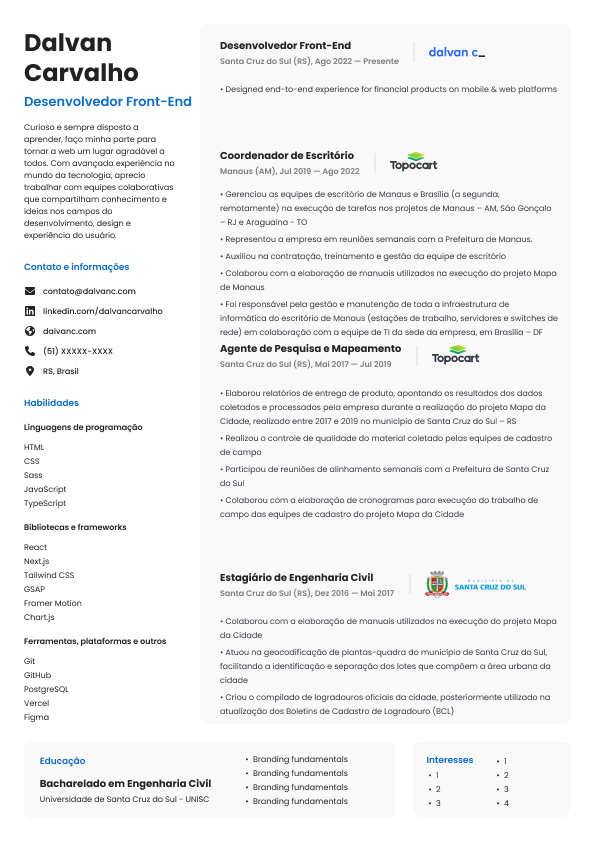 Dalvan
Carvalho
Desenvolvedor Front-End
Curioso e sempre disposto a
aprender, faço minha parte para
tornar a web um lugar agradável a
todos. Com avançada experiência no
mundo da tecnologia, aprecio
trabalhar com equipes colaborativas
que compartilham conhecimento e
ideias nos campos do
desenvolvimento, design e
experiência do usuário.
Contato e informações
contato@dalvanc.com
linkedin.com/dalvancarvalho
dalvanc.com
(51) XXXXX-XXXX
RS, Brasil
Habilidades
Linguagens de programação
HTML
CSS
Sass
JavaScript
TypeScript
Bibliotecas e frameworks
React
Next.js
Tailwind CSS
GSAP
Framer Motion
Chart.js
Ferramentas, plataformas e outros
Git
GitHub
PostgreSQL
Vercel
Figma
Desenvolvedor Front-End
Santa Cruz do Sul (RS), Ago 2022 — Presente
dalvan c_
• Designed end-to-end experience for financial products on mobile & web platforms
Coordenador de Escritório
Manaus (AM), Jul 2019 — Ago 2022
Topocart
• Gerenciou as equipes de escritório de Manaus e Brasília (a segunda,
remotamente) na execução de tarefas nos projetos de Manaus – AM, São Gonçalo
– RJ e Araguaína - TO
• Representou a empresa em reuniões semanais com a Prefeitura de Manaus.
• Auxiliou na contratação, treinamento e gestão da equipe de escritório
• Colaborou com a elaboração de manuais utilizados na execução do projeto Mapa
de Manaus
• Foi responsável pela gestão e manutenção de toda a infraestrutura de
informática do escritório de Manaus (estações de trabalho, servidores e switches de
rede) em colaboração com a equipe de TI da sede da empresa, em Brasília – DF
Agente de Pesquisa e Mapeamento
Santa Cruz do Sul (RS), Mai 2017 — Jul 2019
Topocart
• Elaborou relatórios de entrega de produto, apontando os resultados dos dados
coletados e processados pela empresa durante a realização do projeto Mapa da
Cidade, realizado entre 2017 e 2019 no município de Santa Cruz do Sul – RS
• Realizou o controle de qualidade do material coletado pelas equipes de cadastro
de campo
• Participou de reuniões de alinhamento semanais com a Prefeitura de Santa Cruz
do Sul
• Colaborou com a elaboração de cronogramas para execução do trabalho de
campo das equipes de cadastro do projeto Mapa da Cidade
Estagiário de Engenharia Civil
Santa Cruz do Sul (RS), Dez 2016 — Mai 2017
MUNICÍPIO DE
SANTA CRUZ DO SUL
• Colaborou com a elaboração de manuais utilizados na execução do projeto Mapa
da Cidade
• Atuou na geocodificação de plantas-quadra do município de Santa Cruz do Sul,
facilitando a identificação e separação dos lotes que compõem a área urbana da
cidade
• Criou o compilado de logradouros oficiais da cidade, posteriormente utilizado na
atualização dos Boletins de Cadastro de Logradouro (BCL)
Educação
Bacharelado em Engenharia Civil
Universidade de Santa Cruz do Sul - UNISC
• Branding fundamentals
• Branding fundamentals
• Branding fundamentals
• Branding fundamentals
Interesses
• 1
• 2
• 3
• 1
• 2
• 3
• 4